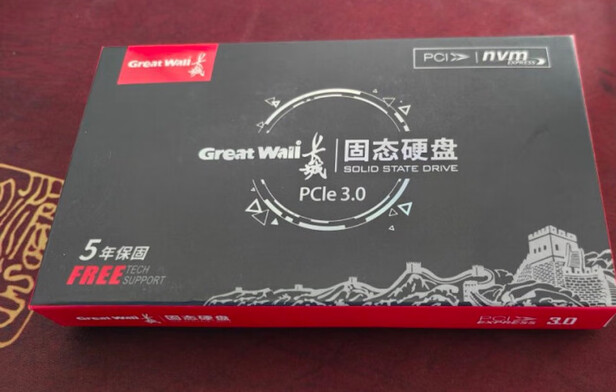 Great Wall 长城
PCI nvm EXPRESS
Great Wall 长城 固态硬盘
SOLID STATE DRIVE
PCIe 3.0
5年保固
FREE TECH SUPPORT
Great Wall 长城 固态硬盘
PCI EXPRESS 3.0